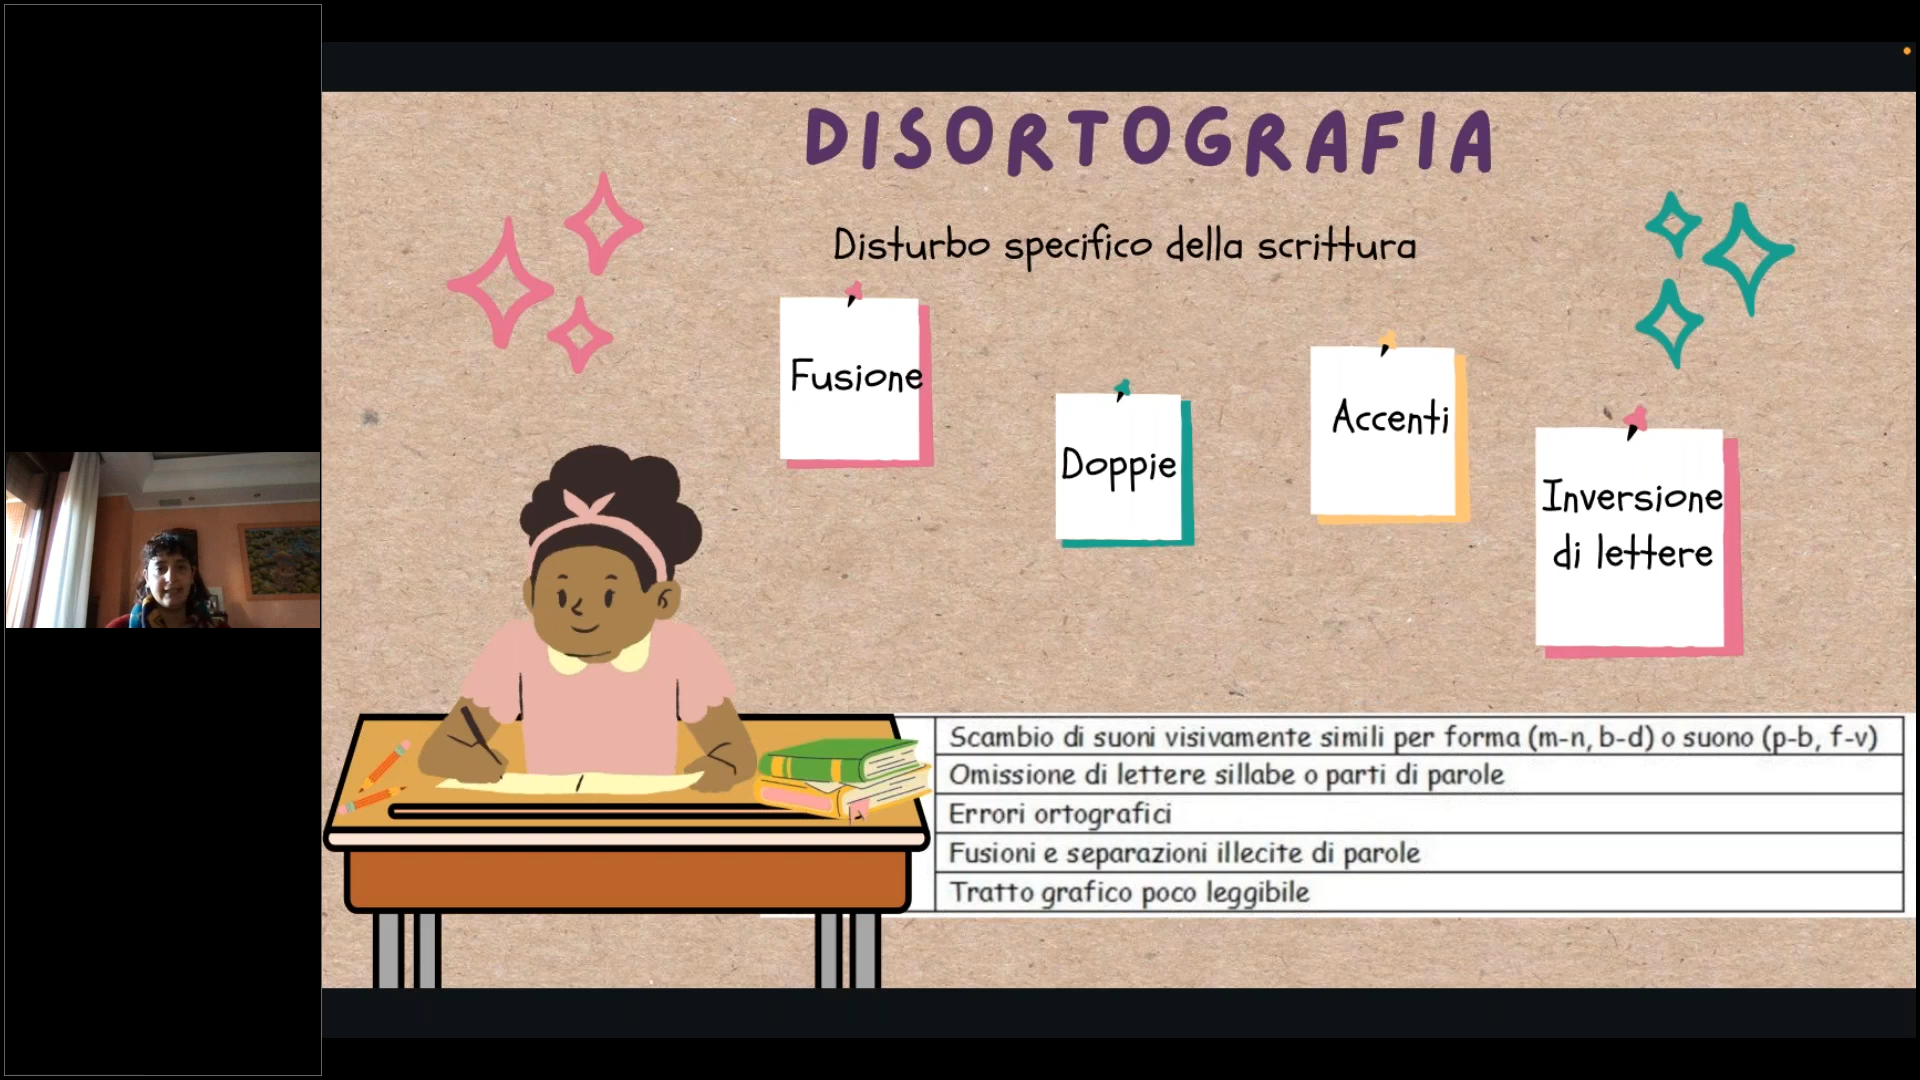 DISORTOGRAFIA
Disturbo specifico della scrittura
Fusione
Doppie
Accenti
Inversione
di lettere
Scambio di suoni visivamente simili per forma (m-n, b-d) o suono (p-b, f-v)
Omissione di lettere sillabe o parti di parole
Errori ortografici
Fusioni e separazioni illecite di parole
Tratto grafico poco leggibile